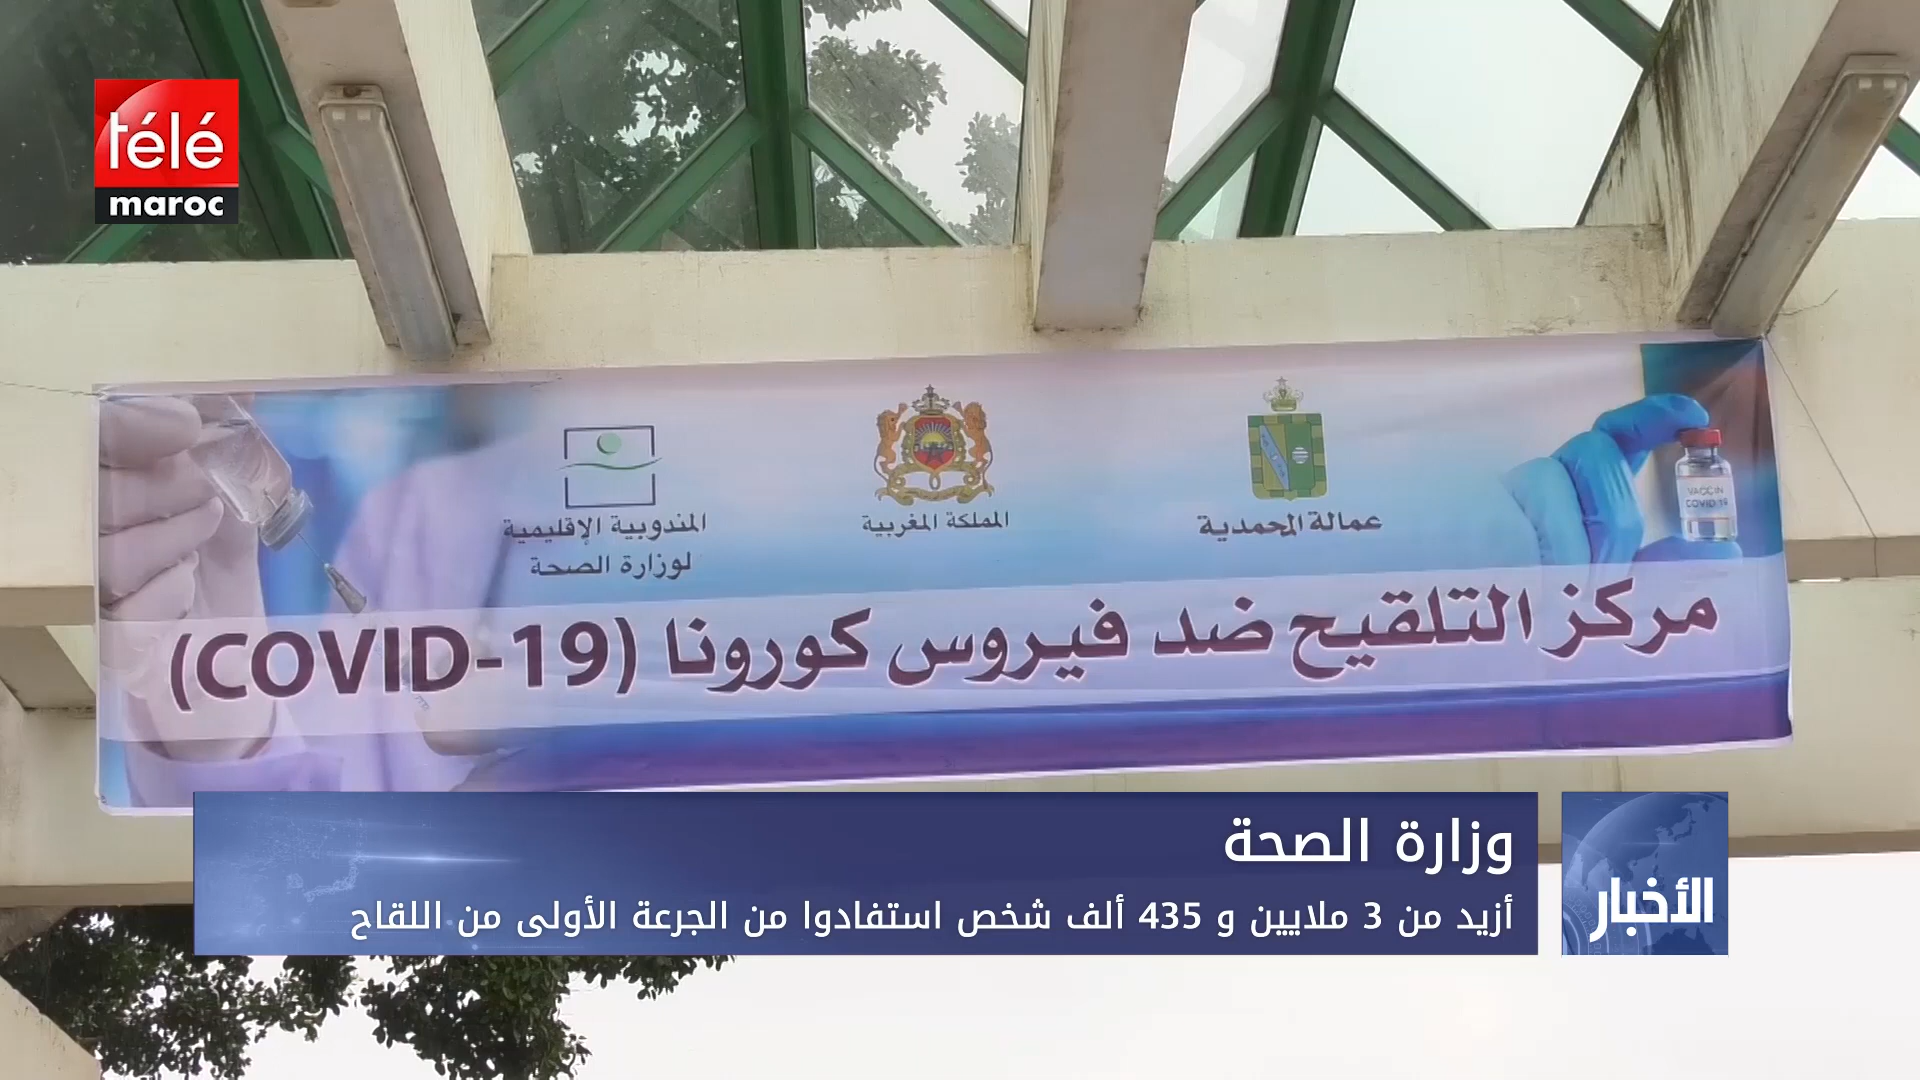 télé
maroc
عمالة المحمدية
المملكة المغربية
المندوبية الإقليمية
لوزارة الصحة
VACCIN
COVID 19
مركز التلقيح ضد فيروس كورونا (COVID-19)
وزارة الصحة
أزيد من 3 ملايين و 435 ألف شخص استفادوا من الجرعة الأولى من اللقاح
الأخبار